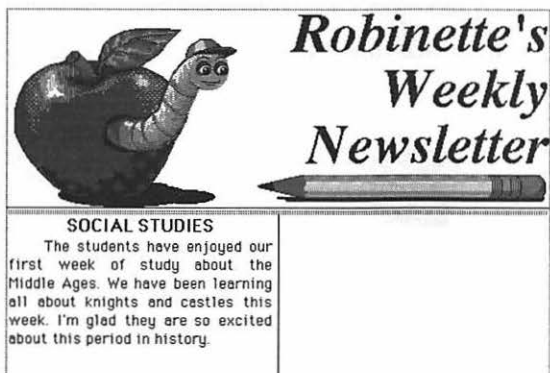 Robinette's
Weekly
Newsletter
SOCIAL STUDIES
The students have enjoyed our
first week of study about the
Middle Ages. We have been learning
all about knights and castles this
week. I'm glad they are so excited
about this period in history.